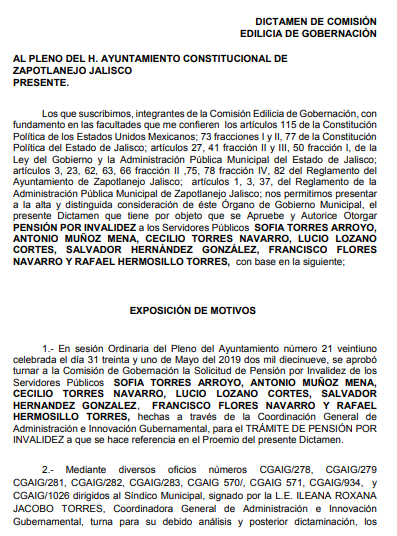 DICTAMEN DE COMISIÓN
EDILICIA DE GOBERNACIÓN
AL PLENO DEL H. AYUNTAMIENTO CONSTITUCIONAL DE
ZAPOTLANEJO JALISCO
PRESENTE.
Los que suscribimos, integrantes de la Comisión Edilicia de Gobernación, con
fundamento en las facultades que me confieren los artículos 115 de la Constitución
Política de los Estados Unidos Mexicanos; 73 fracciones I y II, 77 de la Constitución
Política del Estado de Jalisco; artículos 27, 41 fracción II y III, 50 fracción I, de
la Ley del Gobierno y la Administración Pública Municipal del Estado de Jalisco;
artículos 3, 23, 62, 63, 66 fracción II ,75, 78 fracción IV, 82 del Reglamento del
Ayuntamiento de Zapotlanejo Jalisco; artículos 1, 3, 37, del Reglamento de la
Administración Pública Municipal de Zapotlanejo Jalisco; nos permitimos presentar
a la alta y distinguida consideración de éste Órgano de Gobierno Municipal, el
presente Dictamen que tiene por objeto que se Apruebe y Autorice Otorgar
PENSIÓN POR INVALIDEZ a los Servidores Públicos SOFIA TORRES ARROYO,
ANTONIO MUÑOZ MENA, CECILIO TORRES NAVARRO, LUCIO LOZANO
CORTES, SALVADOR HERNÁNDEZ GONZÁLEZ, FRANCISCO FLORES
NAVARRO Y RAFAEL HERMOSILLO TORRES, con base en la siguiente;
EXPOSICIÓN DE MOTIVOS
1.- En sesión Ordinaria del Pleno del Ayuntamiento número 21 veintiuno
celebrada el día 31 treinta y uno de Mayo del 2019 dos mil diecinueve, se aprobó
turnar a la Comisión de Gobernación la Solicitud de Pensión por Invalidez de los
Servidores Públicos SOFIA TORRES ARROYO, ANTONIO MUÑOZ MENA,
CECILIO TORRES NAVARRO, LUCIO LOZANO CORTES, SALVADOR
HERNANDEZ GONZALEZ, FRANCISCO FLORES NAVARRO Y RAFAEL
HERMOSILLO TORRES, hechas a través de la Coordinación General de
Administración e Innovación Gubernamental, para el TRÁMITE DE PENSIÓN POR
INVALIDEZ a que se hace referencia en el Proemio del presente Dictamen.
2.- Mediante diversos oficios números CGAIG/278, CGAIG/279
CGAIG/281, CGAIG/282, CGAIG/283, CGAIG 570/, CGAIG 571, CGAIG/934, y
CGAIG/1026 dirigidos al Síndico Municipal, signado por la L.E. ILEANA ROXANA
JACOBO TORRES, Coordinadora General de Administración e Innovación
Gubernamental, turna para su debido análisis y posterior dictaminación, los